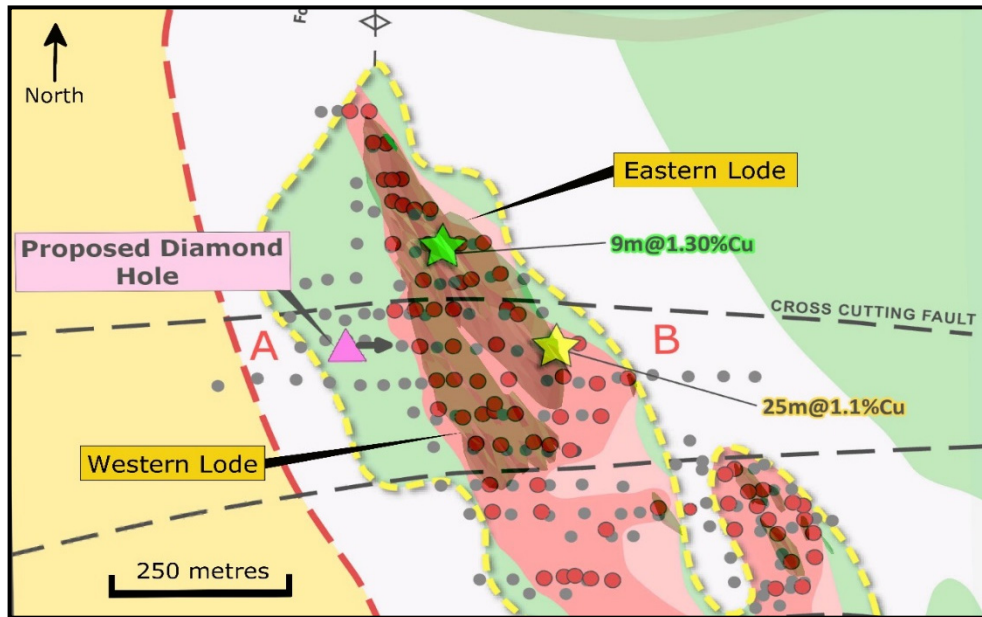 North
Fo
Eastern Lode
Proposed Diamond
Hole
9m@1.30%Cu
CROSS CUTTING FAULT
A
B
25m@1.1%Cu
Western Lode
250 metres